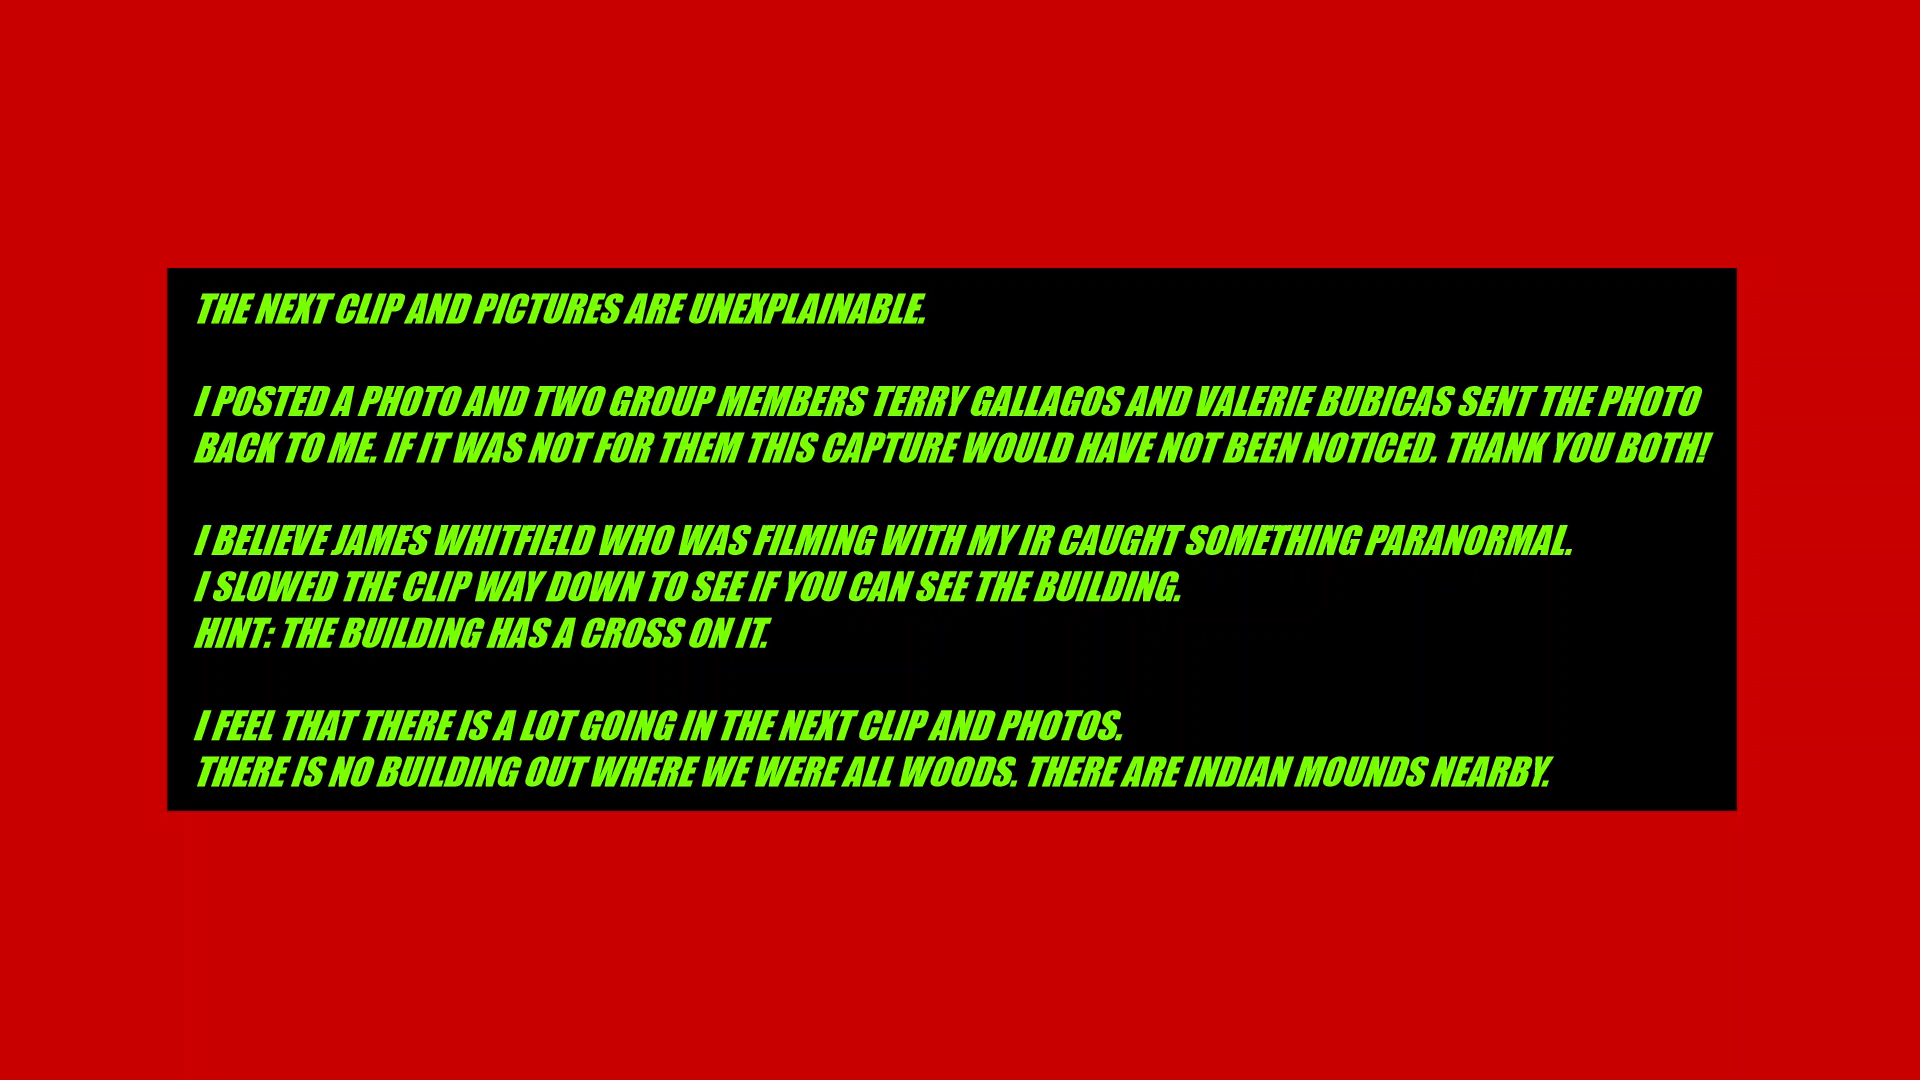 THE NEXT CLIP AND PICTURES ARE UNEXPLAINABLE.
I POSTED A PHOTO AND TWO GROUP MEMBERS TERRY GALLAGOS AND VALERIE BUBICAS SENT THE PHOTO
BACK TO ME. IF IT WAS NOT FOR THEM THIS CAPTURE WOULD HAVE NOT BEEN NOTICED. THANK YOU BOTH!
I BELIEVE JAMES WHITFIELD WHO WAS FILMING WITH MY IR CAUGHT SOMETHING PARANORMAL.
I SLOWED THE CLIP WAY DOWN TO SEE IF YOU CAN SEE THE BUILDING.
HINT: THE BUILDING HAS A CROSS ON IT.
I FEEL THAT THERE IS A LOT GOING IN THE NEXT CLIP AND PHOTOS.
THERE IS NO BUILDING OUT WHERE WE WERE ALL WOODS. THERE ARE INDIAN MOUNDS NEARBY.